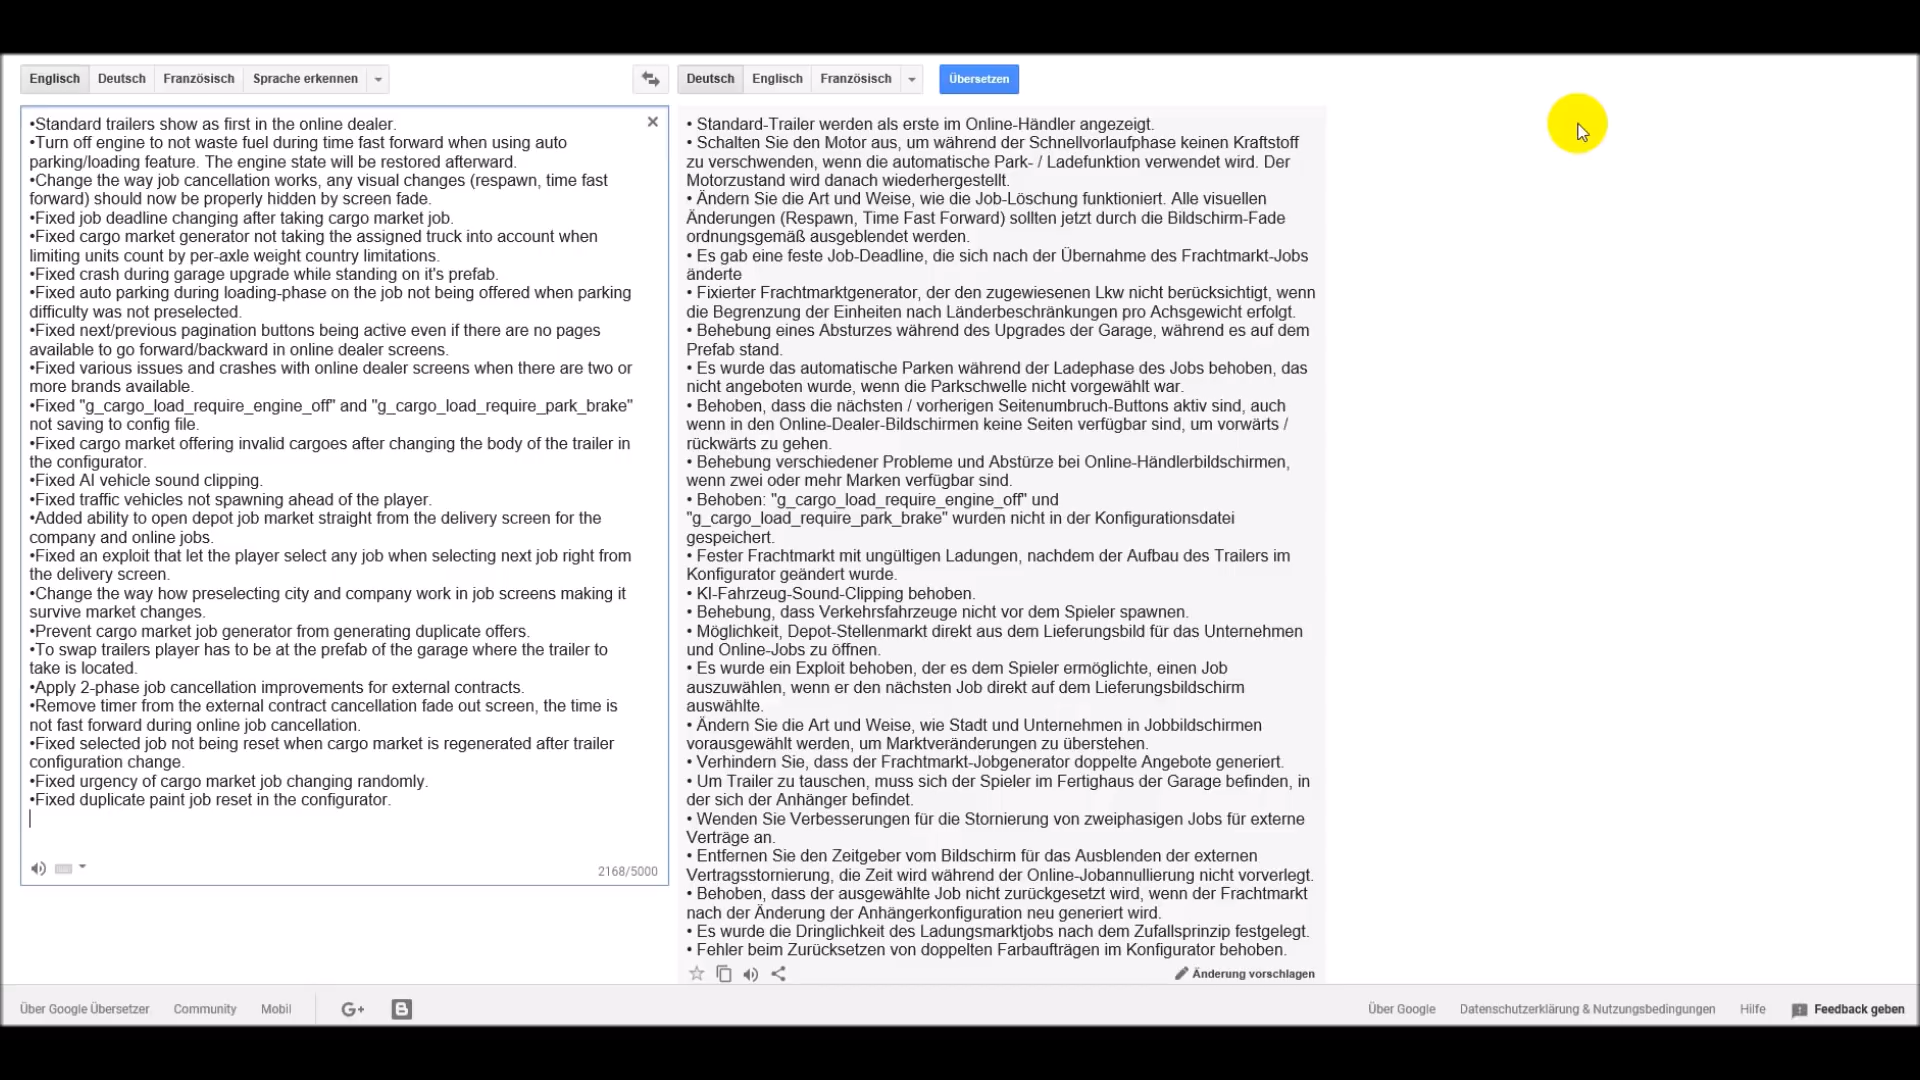 Englisch Deutsch Französisch Sprache erkennen
Deutsch Englisch Französisch Übersetzen
•Standard trailers show as first in the online dealer.
•Turn off engine to not waste fuel during time fast forward when using auto
parking/loading feature. The engine state will be restored afterward.
•Change the way job cancellation works, any visual changes (respawn, time fast
forward) should now be properly hidden by screen fade.
•Fixed job deadline changing after taking cargo market job.
•Fixed cargo market generator not taking the assigned truck into account when
limiting units count by per-axle weight country limitations.
•Fixed crash during garage upgrade while standing on it's prefab.
•Fixed auto parking during loading-phase on the job not being offered when parking
difficulty was not preselected.
•Fixed next/previous pagination buttons being active even if there are no pages
available to go forward/backward in online dealer screens.
•Fixed various issues and crashes with online dealer screens when there are two or
more brands available.
•Fixed "g_cargo_load_require_engine_off" and "g_cargo_load_require_park_brake"
not saving to config file.
•Fixed cargo market offering invalid cargoes after changing the body of the trailer in
the configurator.
•Fixed AI vehicle sound clipping.
•Fixed traffic vehicles not spawning ahead of the player.
•Added ability to open depot job market straight from the delivery screen for the
company and online jobs.
•Fixed an exploit that let the player select any job when selecting next job right from
the delivery screen.
•Change the way how preselecting city and company work in job screens making it
survive market changes.
•Prevent cargo market job generator from generating duplicate offers.
•To swap trailers player has to be at the prefab of the garage where the trailer to
take is located.
•Apply 2-phase job cancellation improvements for external contracts.
•Remove timer from the external contract cancellation fade out screen, the time is
not fast forward during online job cancellation.
•Fixed selected job not being reset when cargo market is regenerated after trailer
configuration change.
•Fixed urgency of cargo market job changing randomly.
•Fixed duplicate paint job reset in the configurator.
2168/5000
• Standard-Trailer werden als erste im Online-Händler angezeigt.
• Schalten Sie den Motor aus, um während der Schnellvorlaufphase keinen Kraftstoff
zu verschwenden, wenn die automatische Park- / Ladefunktion verwendet wird. Der
Motorzustand wird danach wiederhergestellt.
• Ändern Sie die Art und Weise, wie die Job-Löschung funktioniert. Alle visuellen
Änderungen (Respawn, Time Fast Forward) sollten jetzt durch die Bildschirm-Fade
ordnungsgemäß ausgeblendet werden.
• Es gab eine feste Job-Deadline, die sich nach der Übernahme des Frachtmarkt-Jobs
änderte
• Fixierter Frachtmarktgenerator, der den zugewiesenen Lkw nicht berücksichtigt, wenn
die Begrenzung der Einheiten nach Länderbeschränkungen pro Achsgewicht erfolgt.
• Behebung eines Absturzes während des Upgrades der Garage, während es auf dem
Prefab stand.
• Es wurde das automatische Parken während der Ladephase des Jobs behoben, das
nicht angeboten wurde, wenn die Parkschwelle nicht vorgewählt war.
• Behoben, dass die nächsten / vorherigen Seitenumbruch-Buttons aktiv sind, auch
wenn in den Online-Dealer-Bildschirmen keine Seiten verfügbar sind, um vorwärts /
rückwärts zu gehen.
• Behebung verschiedener Probleme und Abstürze bei Online-Händlerbildschirmen,
wenn zwei oder mehr Marken verfügbar sind.
• Behoben: "g_cargo_load_require_engine_off" und
"g_cargo_load_require_park_brake" wurden nicht in der Konfigurationsdatei
gespeichert.
• Fester Frachtmarkt mit ungültigen Ladungen, nachdem der Aufbau des Trailers im
Konfigurator geändert wurde.
• KI-Fahrzeug-Sound-Clipping behoben.
• Behebung, dass Verkehrsfahrzeuge nicht vor dem Spieler spawnen.
• Möglichkeit, Depot-Stellenmarkt direkt aus dem Lieferungsbild für das Unternehmen
und Online-Jobs zu öffnen.
• Es wurde ein Exploit behoben, der es dem Spieler ermöglichte, einen Job
auszuwählen, wenn er den nächsten Job direkt auf dem Lieferungsbildschirm
auswählte.
• Ändern Sie die Art und Weise, wie Stadt und Unternehmen in Jobbildschirmen
vorausgewählt werden, um Marktveränderungen zu überstehen.
• Verhindern Sie, dass der Frachtmarkt-Jobgenerator doppelte Angebote generiert.
• Um Trailer zu tauschen, muss sich der Spieler im Fertighaus der Garage befinden, in
der sich der Anhänger befindet.
• Wenden Sie Verbesserungen für die Stornierung von zweiphasigen Jobs für externe
Verträge an.
• Entfernen Sie den Zeitgeber vom Bildschirm für das Ausblenden der externen
Vertragsstornierung, die Zeit wird während der Online-Jobannullierung nicht vorverlegt.
• Behoben, dass der ausgewählte Job nicht zurückgesetzt wird, wenn der Frachtmarkt
nach der Änderung der Anhängerkonfiguration neu generiert wird.
• Es wurde die Dringlichkeit des Ladungsmarktjobs nach dem Zufallsprinzip festgelegt.
• Fehler beim Zurücksetzen von doppelten Farbaufträgen im Konfigurator behoben.
Änderung vorschlagen
Über Google Übersetzer Community Mobil G+
Über Google Datenschutzerklärung & Nutzungsbedingungen Hilfe Feedback geben